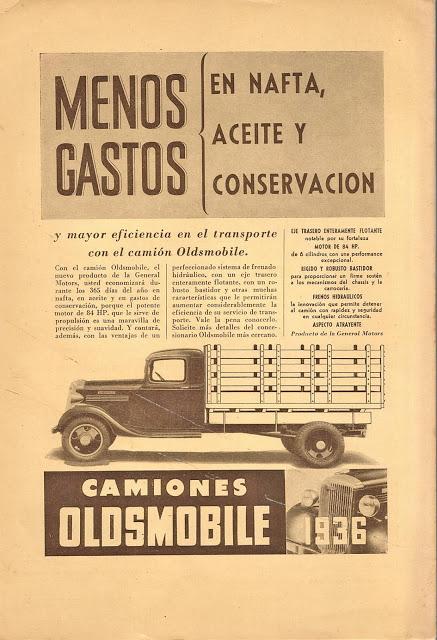 MENOS
GASTOS
EN NAFTA,
ACEITE Y
CONSERVACION
y mayor eficiencia en el transporte
con el camión Oldsmobile.
Con el camión Oldsmobile, el
nuevo producto de la General
Motors, usted economizará du-
rante los 365 días del año en
nafta, en aceite y en gastos de
conservación, porque el potente
motor de 84 HP. que le sirve de
propulsión es una maravilla de
precisión y suavidad. Y contará,
además, con las ventajas de un
perfeccionado sistema de frenado
hidráulico, con un eje trasero
enteramente flotante, con un ro-
busto bastidor y otras muchas
características que le permitirán
aumentar considerablemente la
eficiencia de su servicio de trans-
porte. Vale la pena conocerlo.
Solicite más detalles del conce-
sionario Oldsmobile más cercano.
EJE TRASERO ENTERAMENTE FLOTANTE
notable por su fortaleza
MOTOR DE 84 HP.
de 6 cilindros con una performance
excepcional.
RIGIDO Y ROBUSTO BASTIDOR
para proporcionar un firme sostén
a los mecanismos del chassis y la
carrocería.
FRENOS HIDRAULICOS
la innovación que permite detener
el camión con rapidez y seguridad
en cualquier circunstancia.
ASPECTO ATRAYENTE
Producto de la General Motors
CAMIONES
OLDSMOBILE 1936